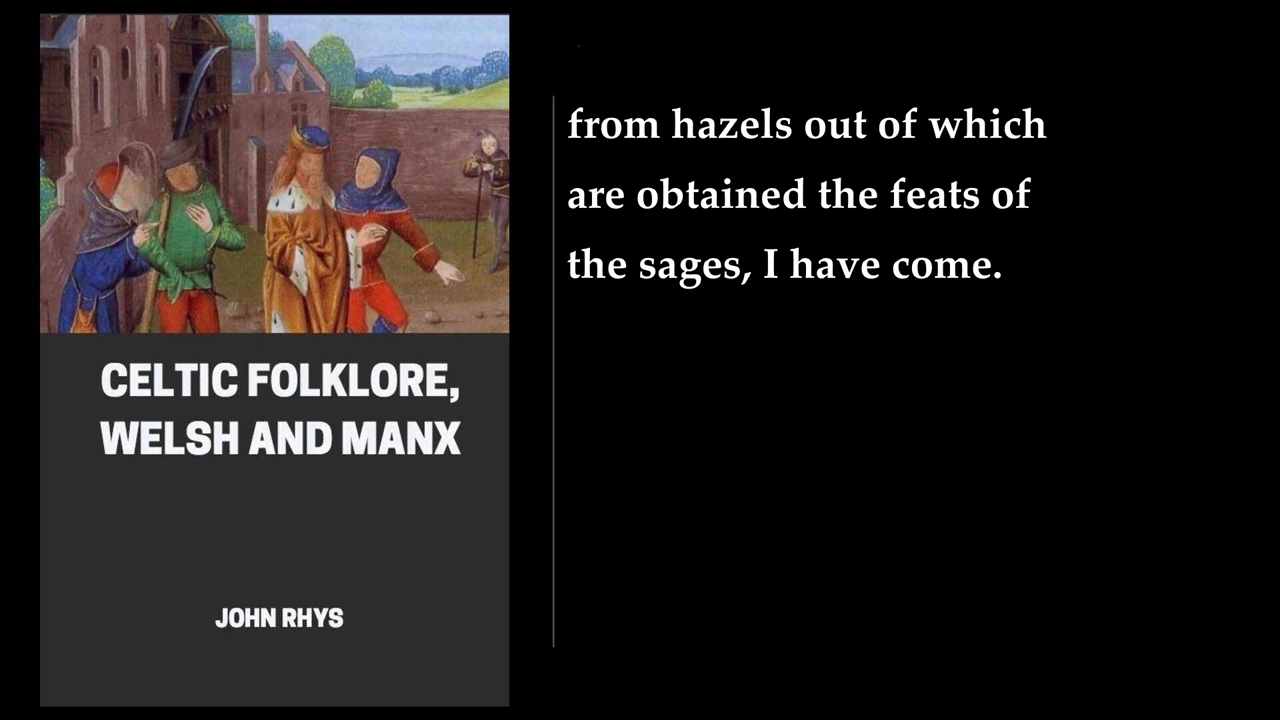 CELTIC FOLKLORE,
WELSH AND MANX
JOHN RHYS
from hazels out of which
are obtained the feats of
the sages, I have come.